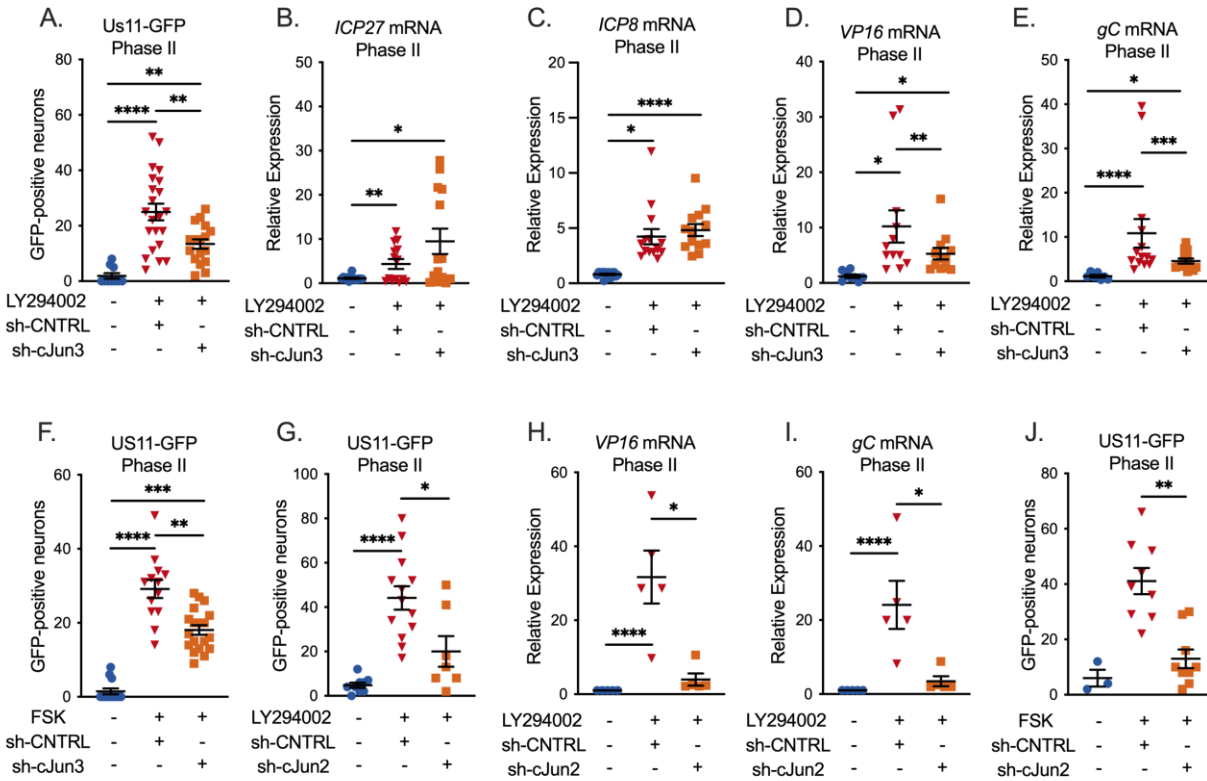 A.
Us11-GFP
Phase II
GFP-positive neurons
80
60
40
20
0
**
**** **
LY294002 - + +
sh-CNTRL - + -
sh-cJun3 - - +
B.
ICP27 mRNA
Phase II
Relative Expression
50
40
30
20
10
0
*
**
LY294002 - + +
sh-CNTRL - + -
sh-cJun3 - - +
C.
ICP8 mRNA
Phase II
Relative Expression
20
15
10
5
0
****
*
LY294002 - + +
sh-CNTRL - + -
sh-cJun3 - - +
D.
VP16 mRNA
Phase II
Relative Expression
40
30
20
10
0
*
**
*
LY294002 - + +
sh-CNTRL - + -
sh-cJun3 - - +
E.
gC mRNA
Phase II
Relative Expression
50
40
30
20
10
0
*
***
****
LY294002 - + +
sh-CNTRL - + -
sh-cJun3 - - +
F.
US11-GFP
Phase II
GFP-positive neurons
60
40
20
0
***
**** **
FSK - + +
sh-CNTRL - + -
sh-cJun3 - - +
G.
US11-GFP
Phase II
GFP-positive neurons
100
80
60
40
20
0
*
****
LY294002 - + +
sh-CNTRL - + -
sh-cJun2 - - +
H.
VP16 mRNA
Phase II
Relative Expression
60
40
20
0
*
****
LY294002 - + +
sh-CNTRL - + -
sh-cJun2 - - +
I.
gC mRNA
Phase II
Relative Expression
60
40
20
0
*
****
LY294002 - + +
sh-CNTRL - + -
sh-cJun2 - - +
J.
US11-GFP
Phase II
GFP-positive neurons
80
60
40
20
0
**
FSK - + +
sh-CNTRL - + -
sh-cJun2 - - +